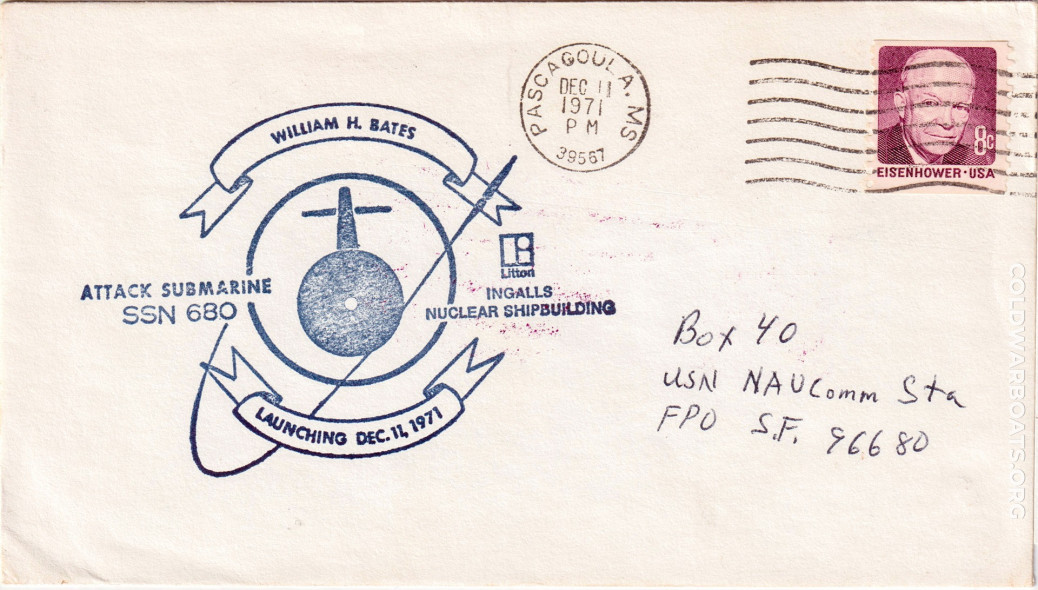 WILLIAM H. BATES
ATTACK SUBMARINE
SSN 680
Litton
INGALLS
NUCLEAR SHIPBUILDING
LAUNCHING DEC. 11, 1971
PASCAGOULA. MS
DEC 11
1971
PM
39567
8c
EISENHOWER·USA
Box 40
USN NAVComm Sta
FPO S.F. 96680
COLDWARBOATS.ORG